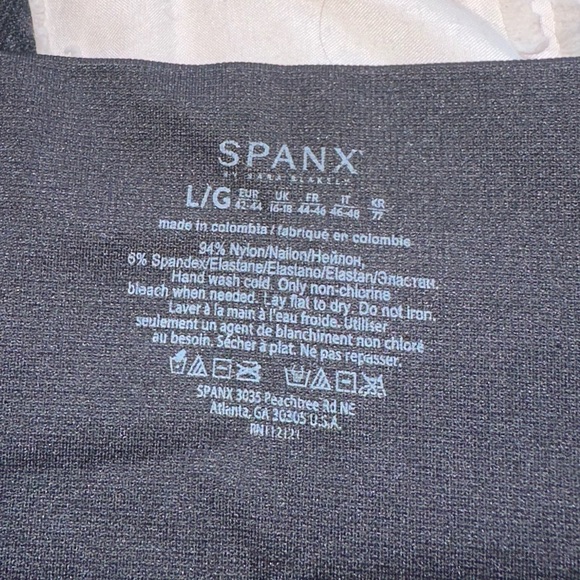 SPANX
BY SARA BLAKELY
L/G EUR 42-44 UK 16-18 FR 44-46 IT 46-48 KR 77
made in colombia / fabriqué en colombie
94% Nylon/Nailon/Нейлон,
6% Spandex/Elastane/Elastano/Elastan/Эластан.
Hand wash cold. Only non-chlorine
bleach when needed. Lay flat to dry. Do not iron.
Laver à la main à l'eau froide. Utiliser
seulement un agent de blanchiment non chloré
au besoin. Sécher à plat. Ne pas repasser.
SPANX 3035 Peachtree Rd NE
Atlanta, GA 30305 U.S.A.
RN112121